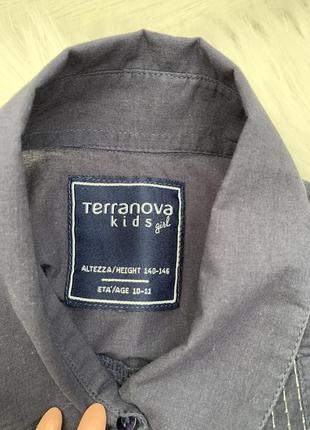 Terranova
kids girl
ALTEZZA/HEIGHT 140-146
ETA'/AGE 10-11